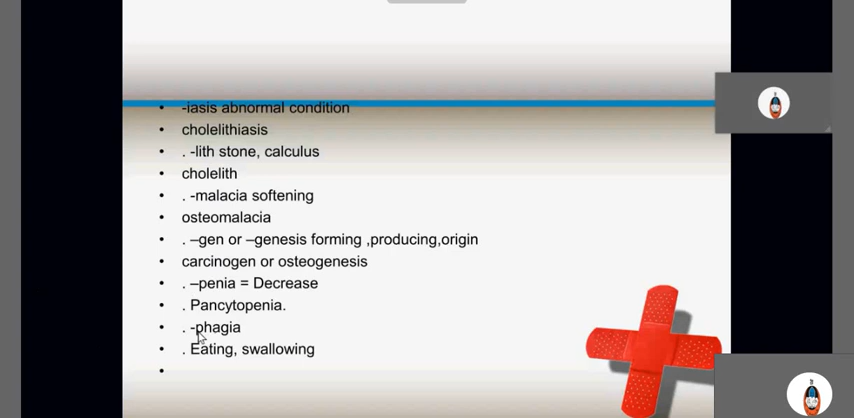 • -iasis abnormal condition
• cholelithiasis
• . -lith stone, calculus
• cholelith
• . -malacia softening
• osteomalacia
• . –gen or –genesis forming ,producing,origin
• carcinogen or osteogenesis
• . –penia = Decrease
• . Pancytopenia.
• . -phagia
• . Eating, swallowing
•